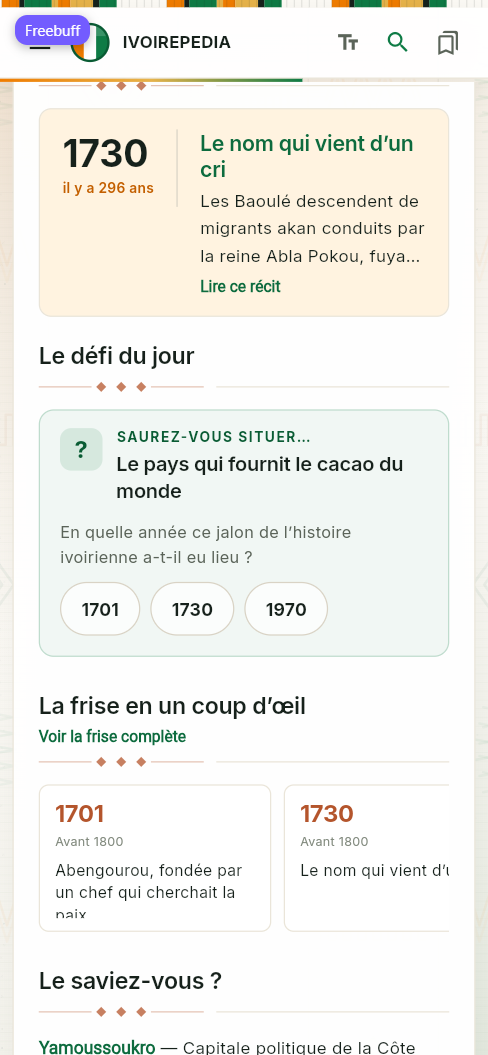 Freebuff
IVOIREPEDIA
1730
il y a 296 ans
Le nom qui vient d’un
cri
Les Baoulé descendent de
migrants akan conduits par
la reine Abla Pokou, fuya…
Lire ce récit
Le défi du jour
?
SAUREZ-VOUS SITUER…
Le pays qui fournit le cacao du
monde
En quelle année ce jalon de l’histoire
ivoirienne a-t-il eu lieu ?
1701 1730 1970
La frise en un coup d’œil
Voir la frise complète
1701
Avant 1800
Abengourou, fondée par
un chef qui cherchait la
paix
1730
Avant 1800
Le nom qui vient d’u
Le saviez-vous ?
Yamoussoukro — Capitale politique de la Côte